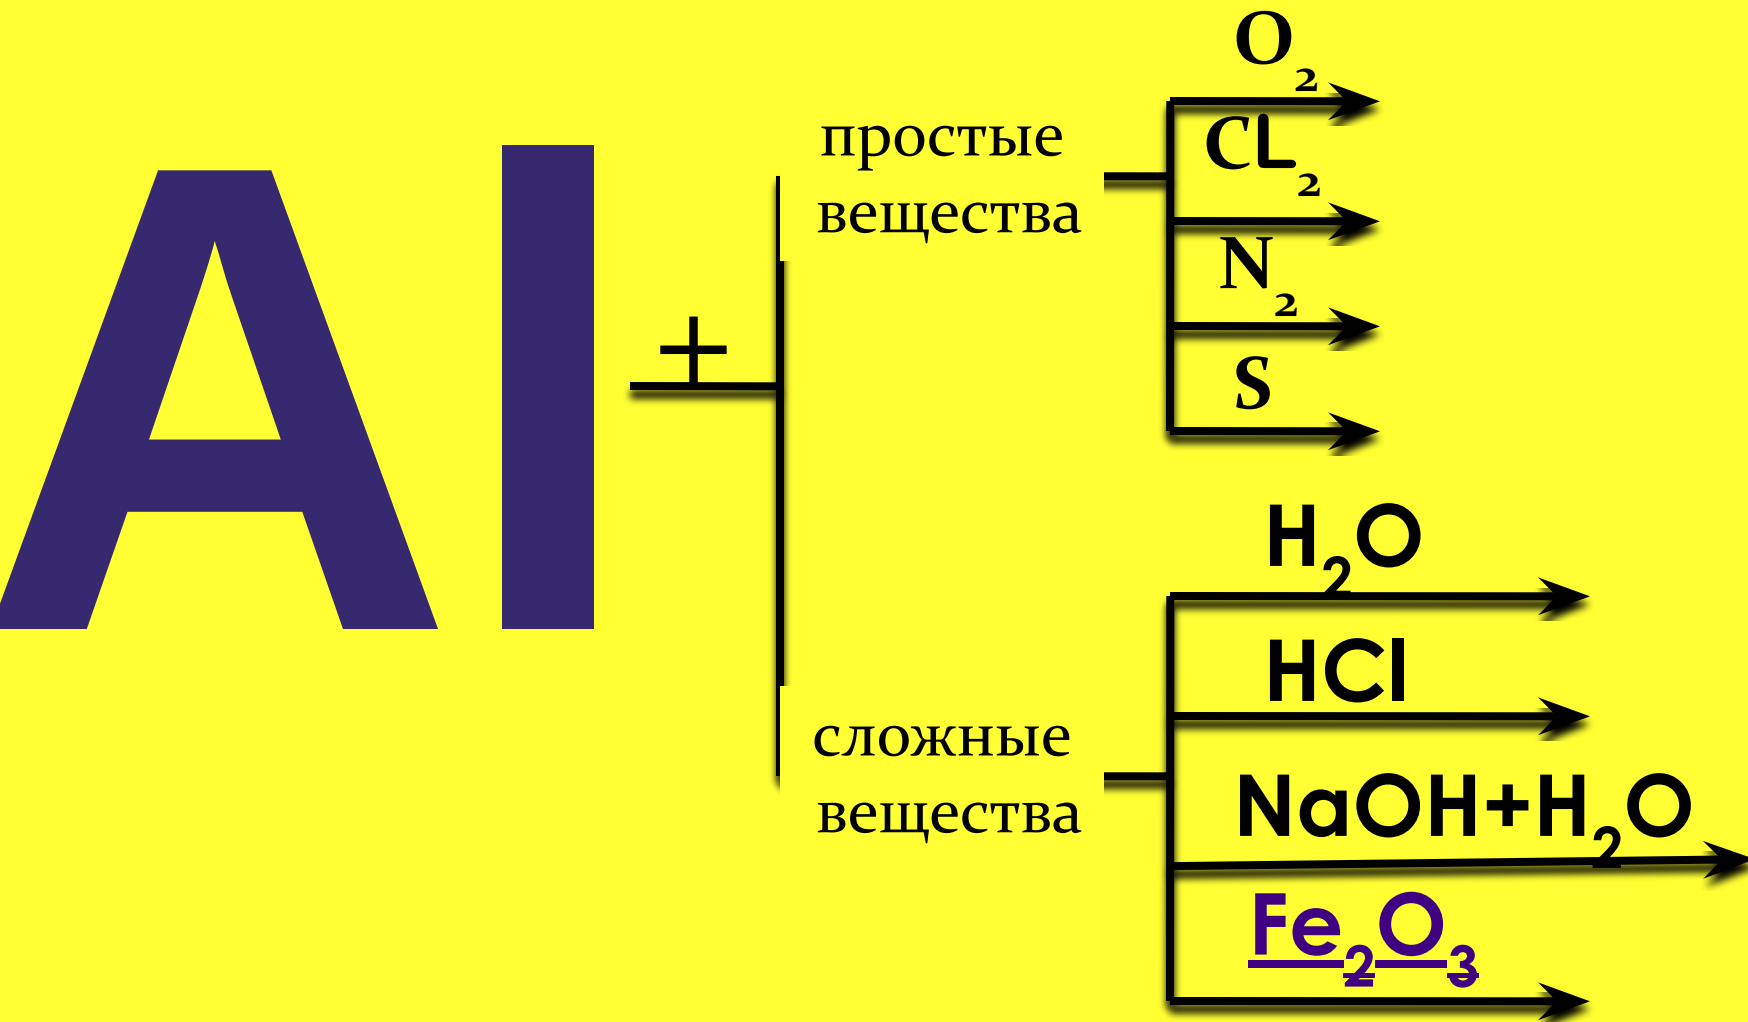 Al
+
простые
вещества
O₂
CL₂
N₂
S
сложные
вещества
H₂O
HCl
NaOH+H₂O
Fe₂O₃